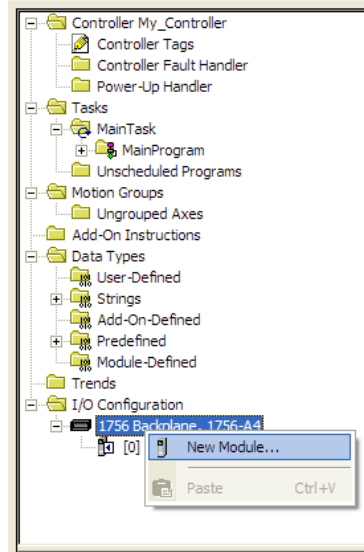 Controller My_Controller
Controller Tags
Controller Fault Handler
Power-Up Handler
Tasks
MainTask
MainProgram
Unscheduled Programs
Motion Groups
Ungrouped Axes
Add-On Instructions
Data Types
User-Defined
Strings
Add-On-Defined
Predefined
Module-Defined
Trends
I/O Configuration
1756 Backplane, 1756-A4
[0]
New Module...
Paste Ctrl+V